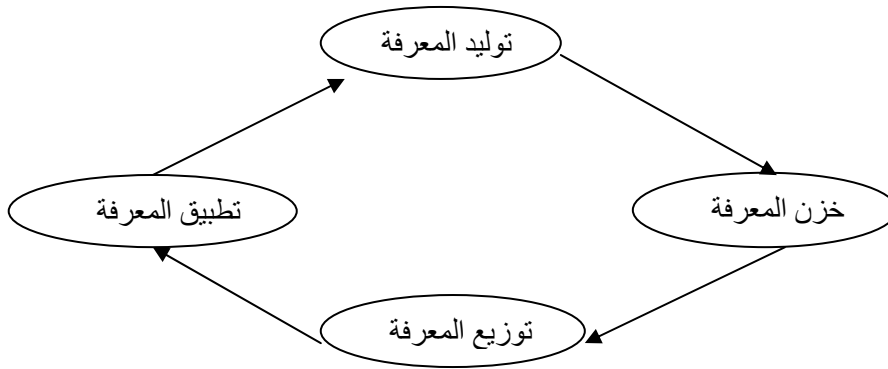 توليد المعرفة
خزن المعرفة
تطبيق المعرفة
توزيع المعرفة